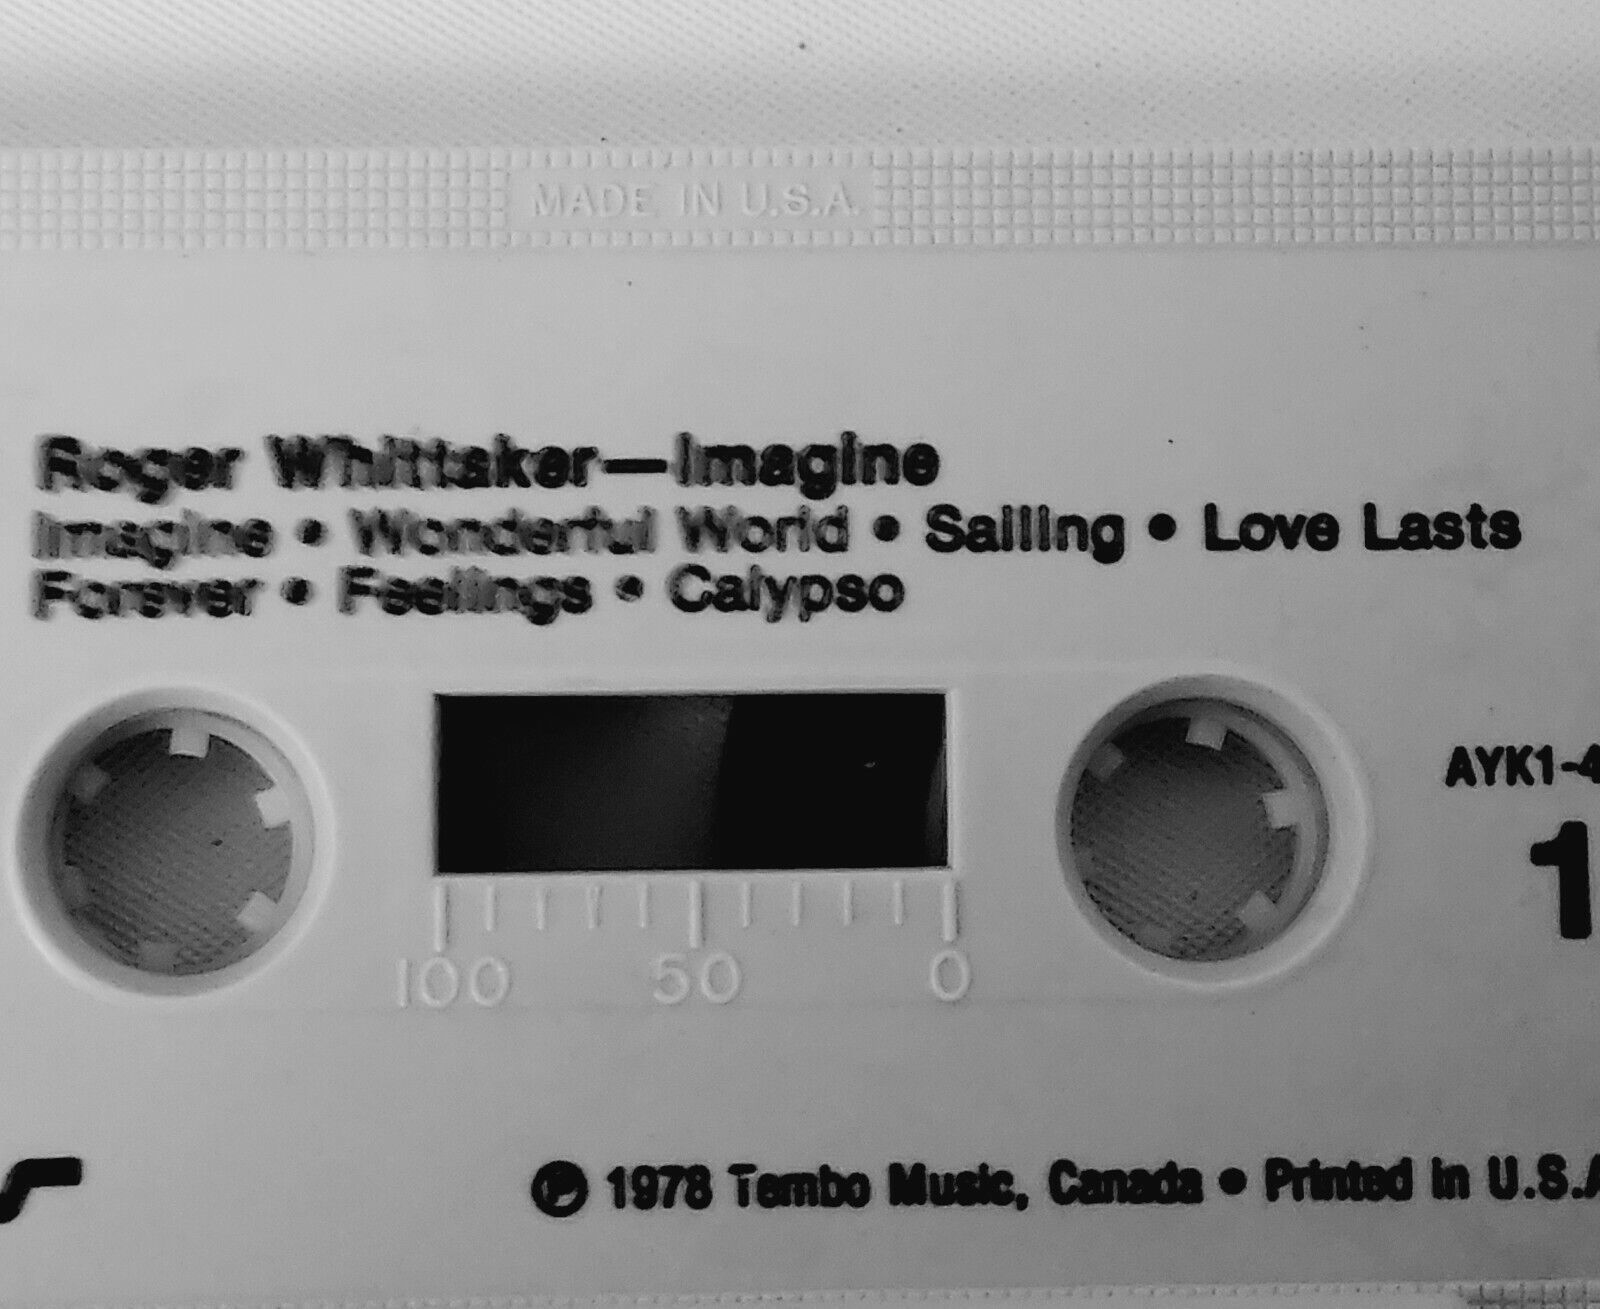 MADE IN U.S.A.
Roger Whittaker—Imagine
Imagine • Wonderful World • Sailing • Love Lasts
Forever • Feelings • Calypso
AYK1-4
1
100 50 0
℗ 1978 Tembo Music, Canada • Printed in U.S.A